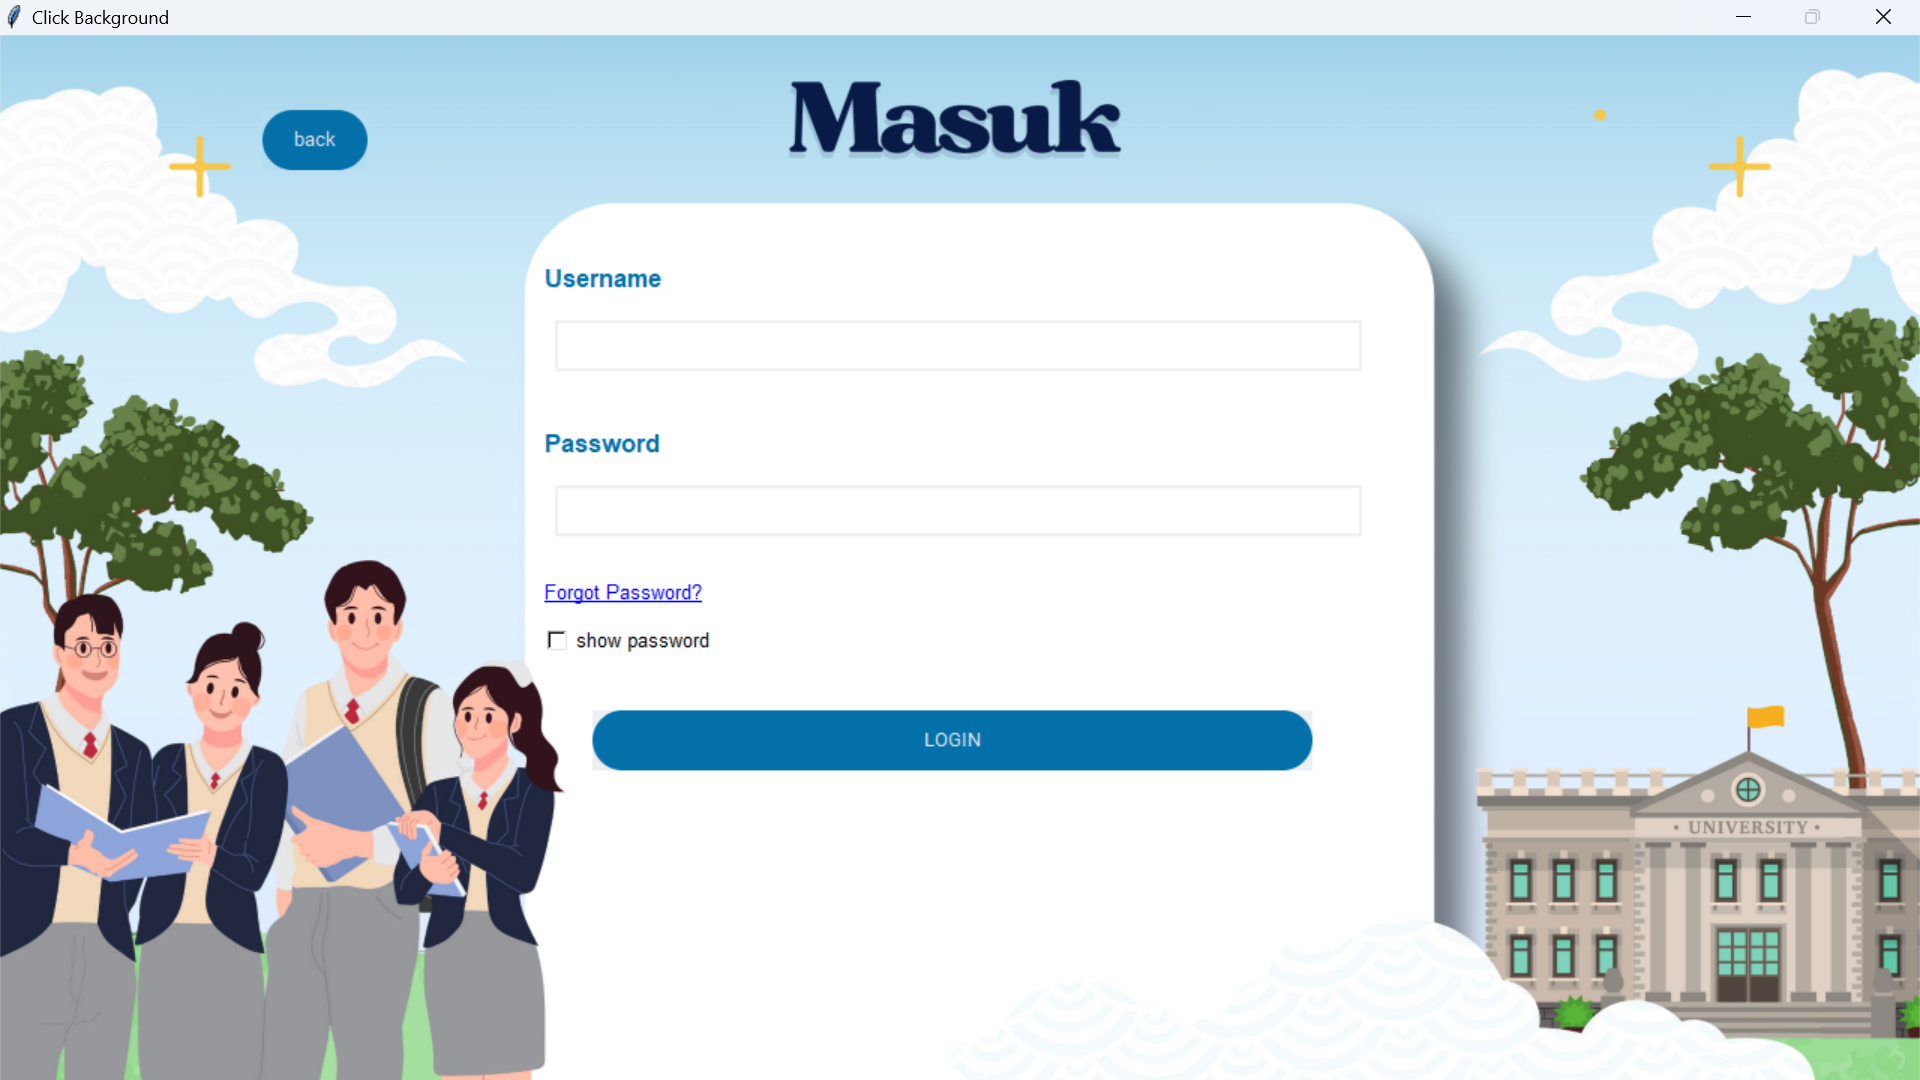 Click Background
Masuk
back
Username
Password
Forgot Password?
show password
LOGIN
• UNIVERSITY •